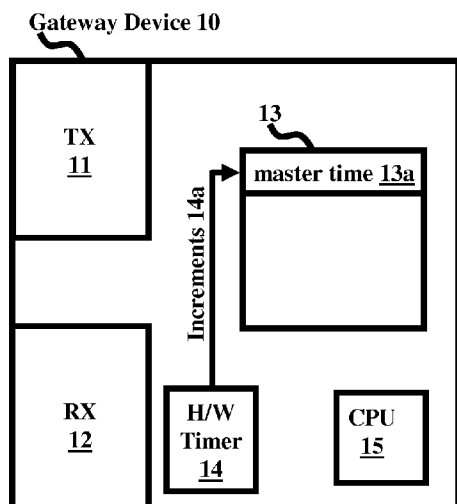 Gateway Device 10
TX
11
13
master time 13a
Increments 14a
RX
12
H/W
Timer
14
CPU
15